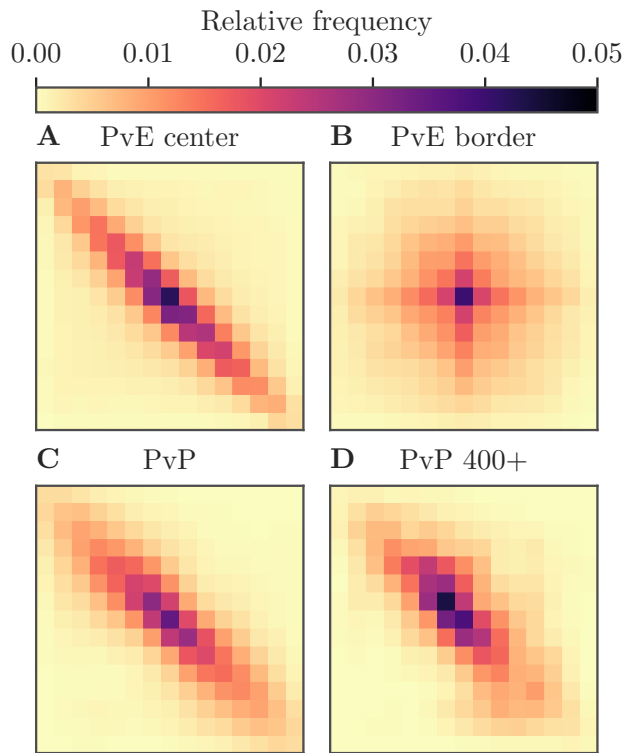 Relative frequency
0.00 0.01 0.02 0.03 0.04 0.05
A PvE center B PvE border
C PvP D PvP 400+